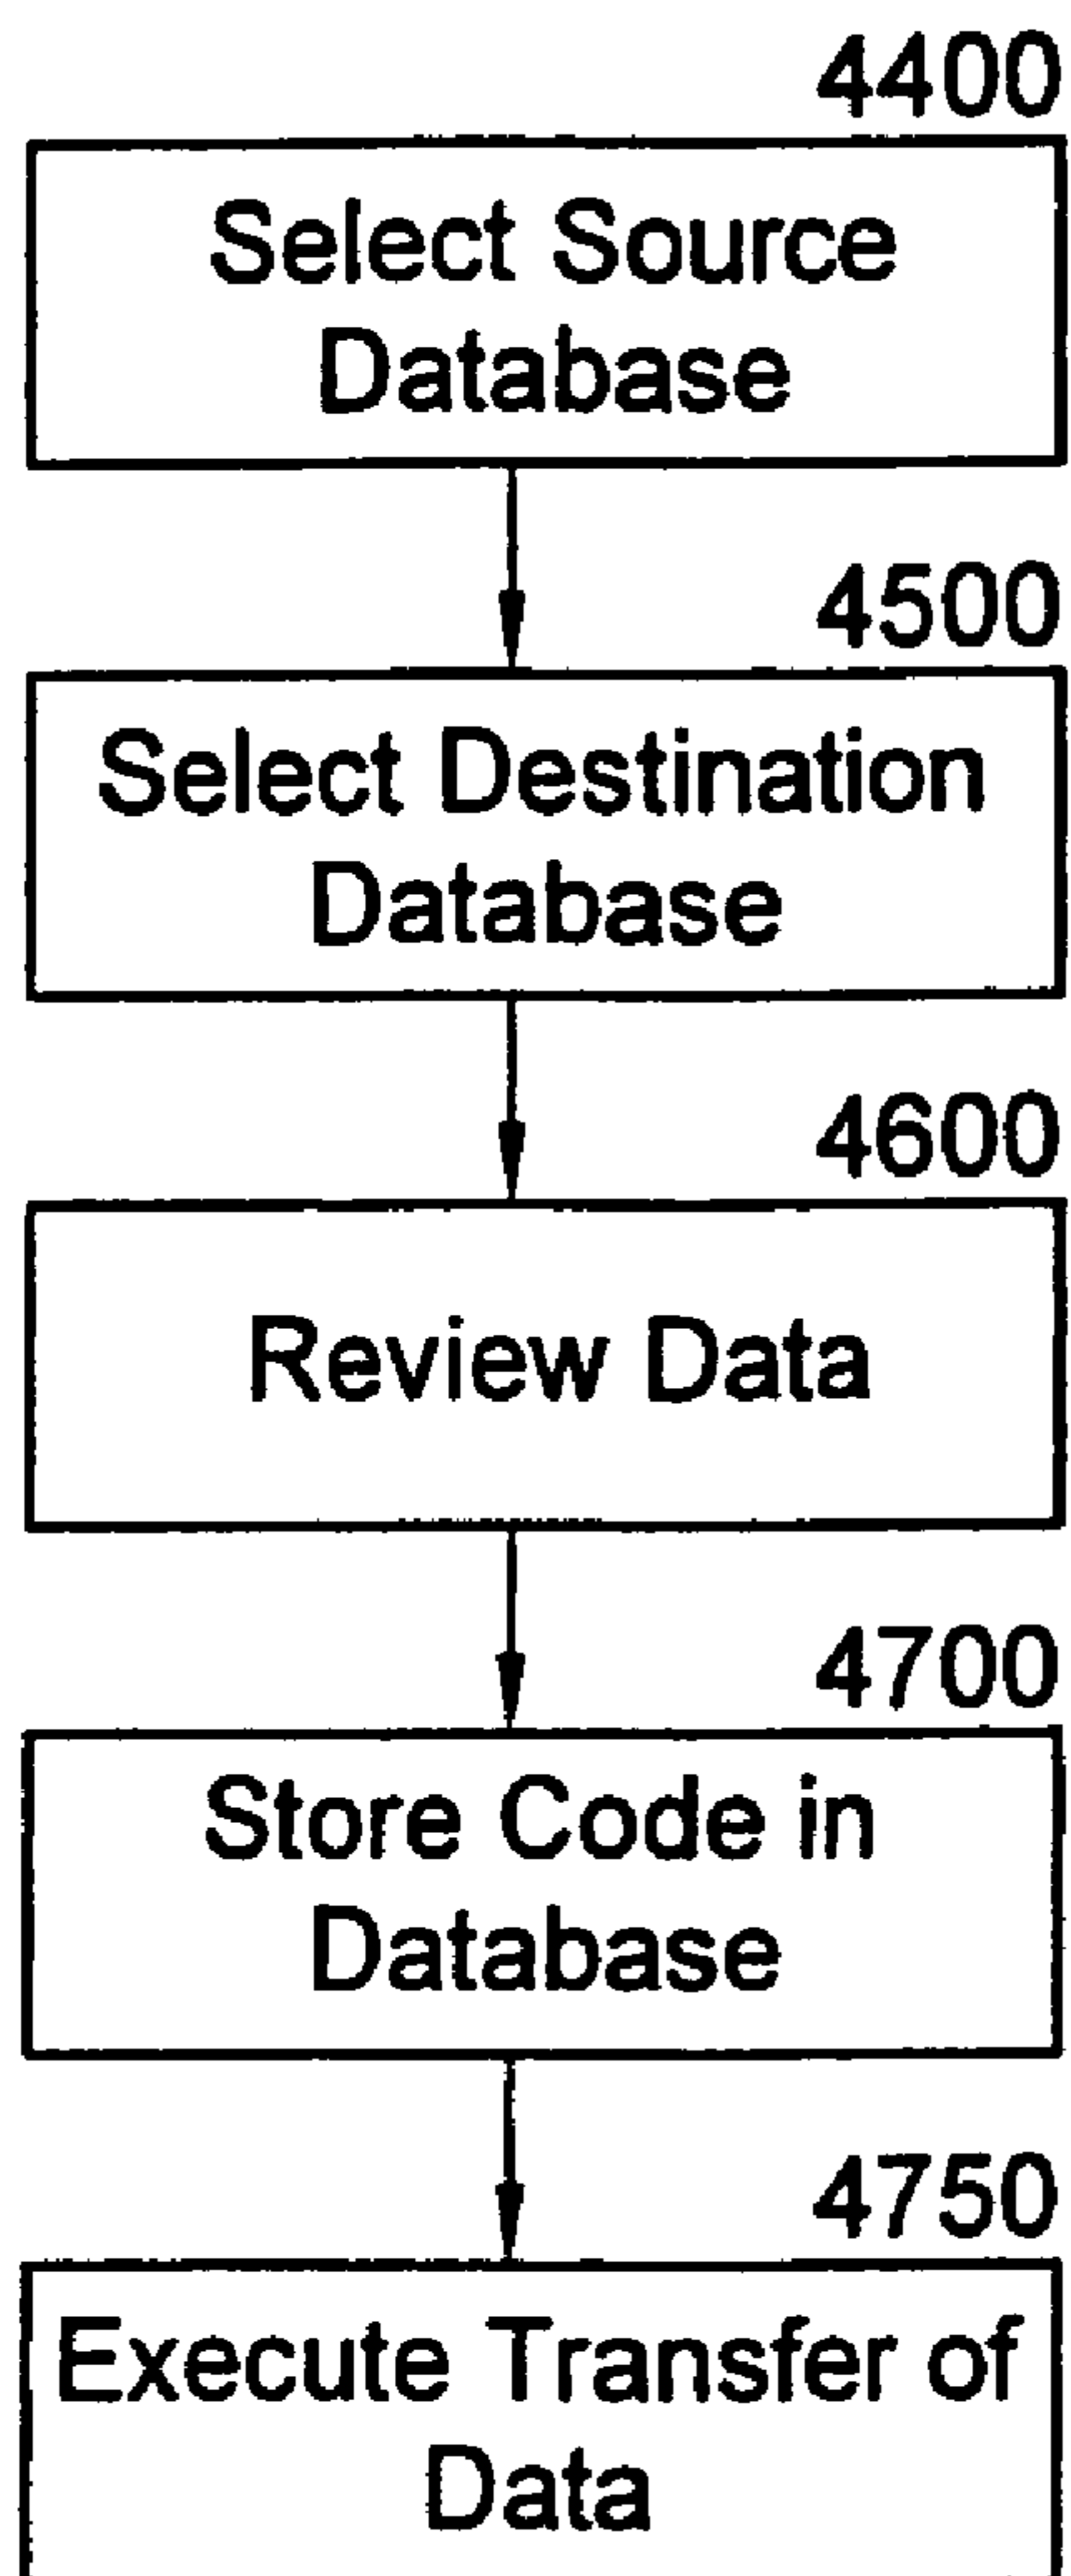 4400
Select Source
Database
4500
Select Destination
Database
4600
Review Data
4700
Store Code in
Database
4750
Execute Transfer of
Data